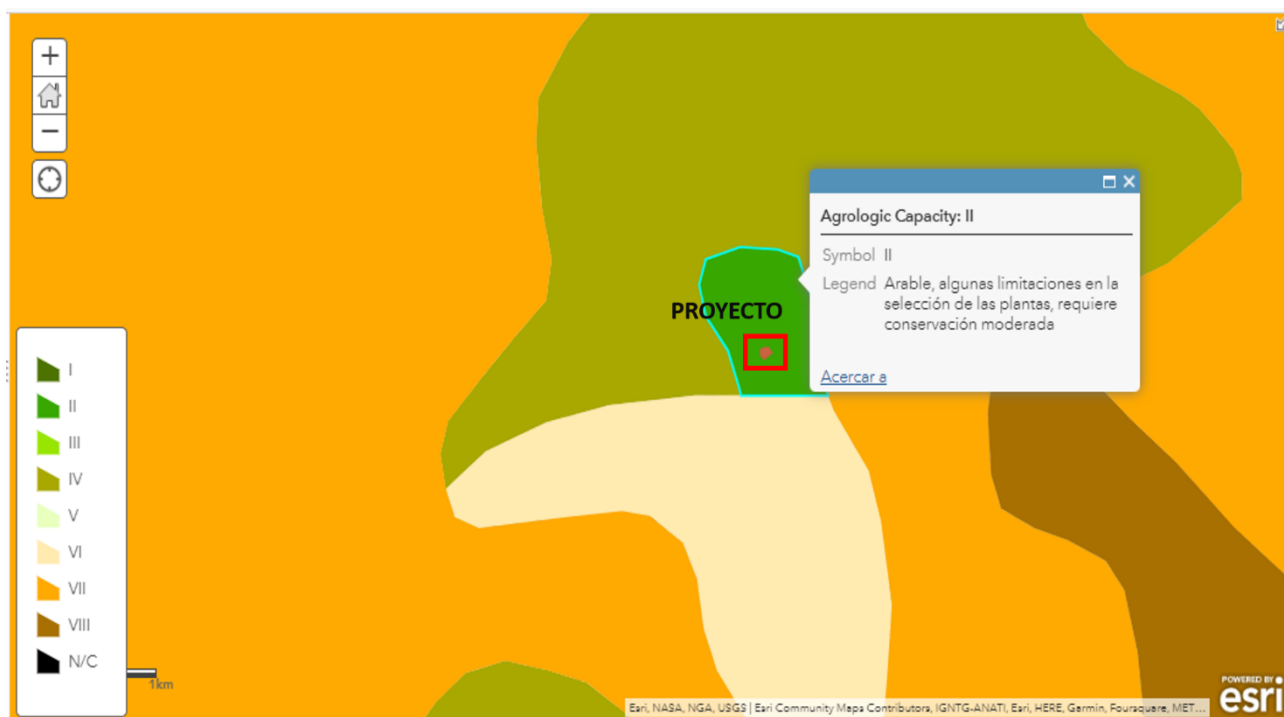 +
−
Agrologic Capacity: II
Symbol II
Legend Arable, algunas limitaciones en la
selección de las plantas, requiere
conservación moderada
Acercar a
PROYECTO
I
II
III
IV
V
VI
VII
VIII
N/C
1km
Esri, NASA, NGA, USGS | Esri Community Maps Contributors, IGNTG-ANATI, Esri, HERE, Garmin, Foursquare, MET...
POWERED BY
esri